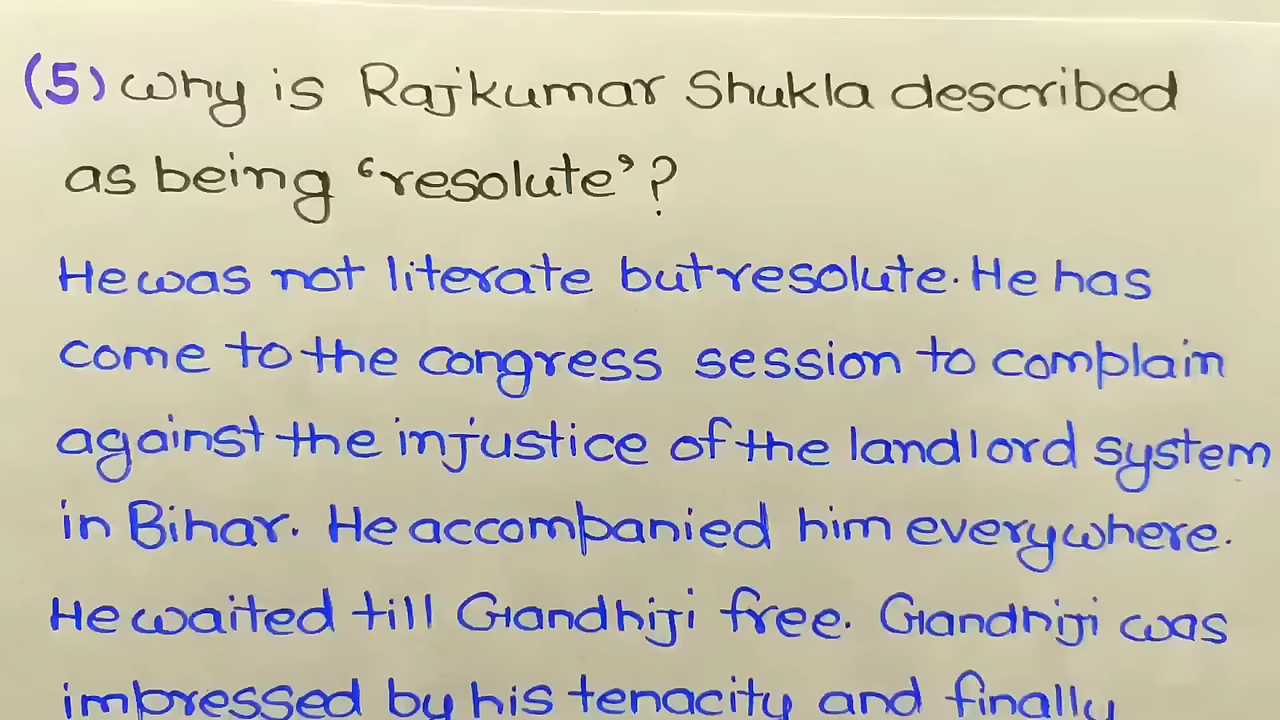 (5) Why is Rajkumar Shukla described
as being ‘resolute’?
He was not literate but resolute. He has
come to the congress session to complain
against the injustice of the landlord system
in Bihar. He accompanied him everywhere.
He waited till Gandhiji free. Gandhiji was
impressed by his tenacity and finally